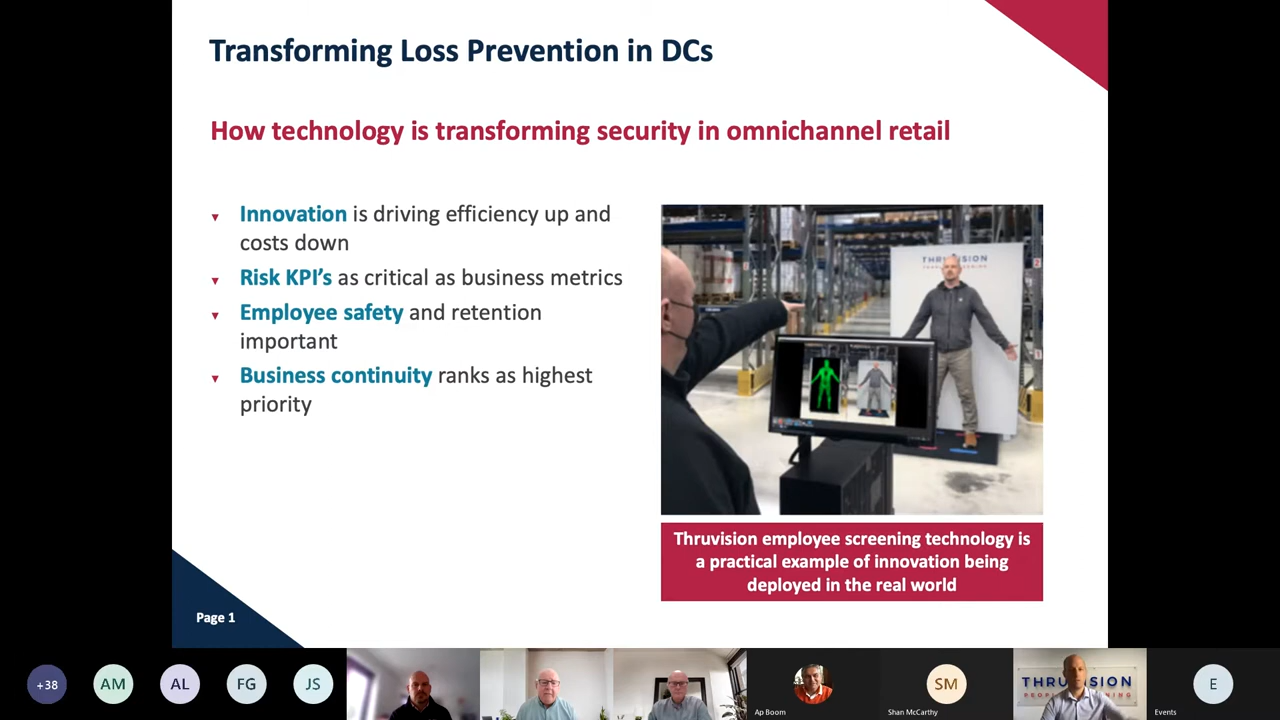 Transforming Loss Prevention in DCs
How technology is transforming security in omnichannel retail
Innovation is driving efficiency up and
costs down
Risk KPI's as critical as business metrics
Employee safety and retention
important
Business continuity ranks as highest
priority
THRUVISION
Thruvision employee screening technology is
a practical example of innovation being
deployed in the real world
Page 1
+38
AM
AL
FG
JS
Ap Boom
SM
Shan McCarthy
THRUVISION
E
Events